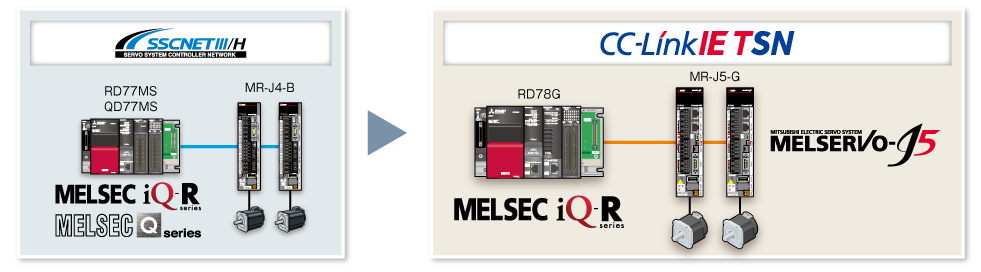 SSCNETIII/H
SERVO SYSTEM CONTROLLER NETWORK
RD77MS
QD77MS
MR-J4-B
MELSEC iQ-R
series
MELSEC Q series
CC-Link IE TSN
MR-J5-G
RD78G
MITSUBISHI ELECTRIC SERVO SYSTEM
MELSERVO-J5
MELSEC iQ-R
series